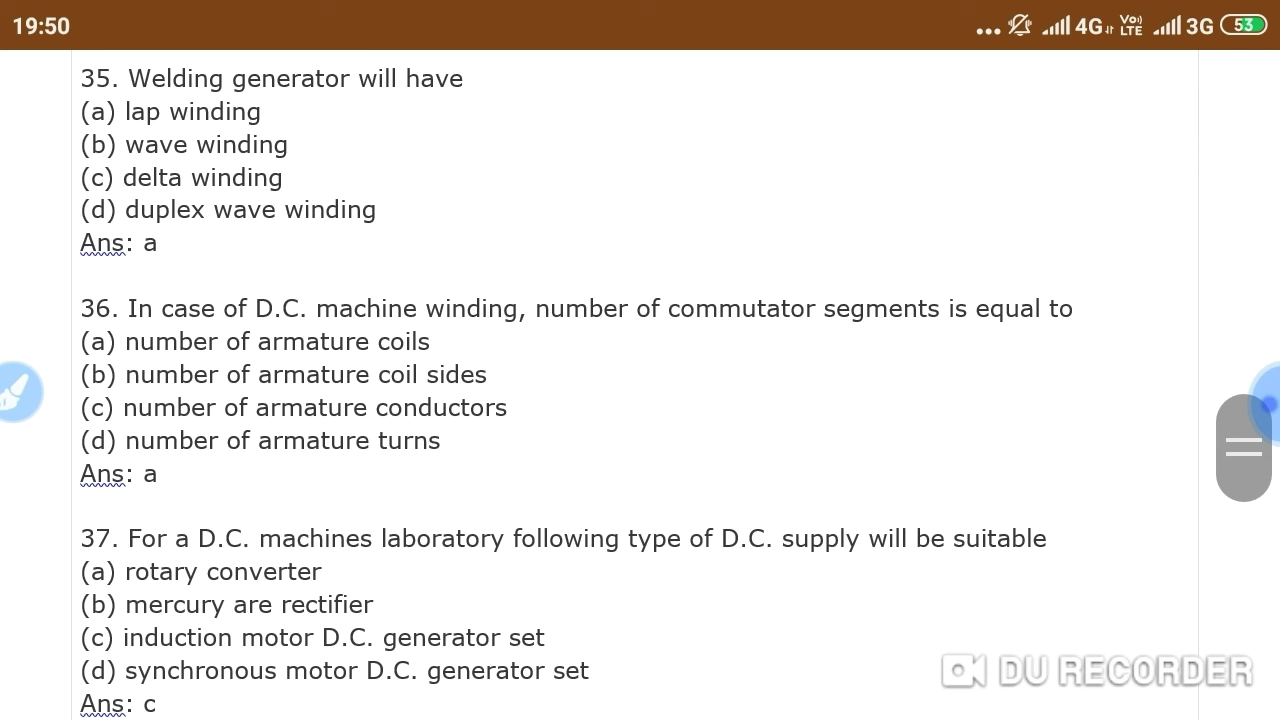 19:50
... 4G VoLTE 3G 53
35. Welding generator will have
(a) lap winding
(b) wave winding
(c) delta winding
(d) duplex wave winding
Ans: a
36. In case of D.C. machine winding, number of commutator segments is equal to
(a) number of armature coils
(b) number of armature coil sides
(c) number of armature conductors
(d) number of armature turns
Ans: a
37. For a D.C. machines laboratory following type of D.C. supply will be suitable
(a) rotary converter
(b) mercury are rectifier
(c) induction motor D.C. generator set
(d) synchronous motor D.C. generator set
Ans: c
DU RECORDER